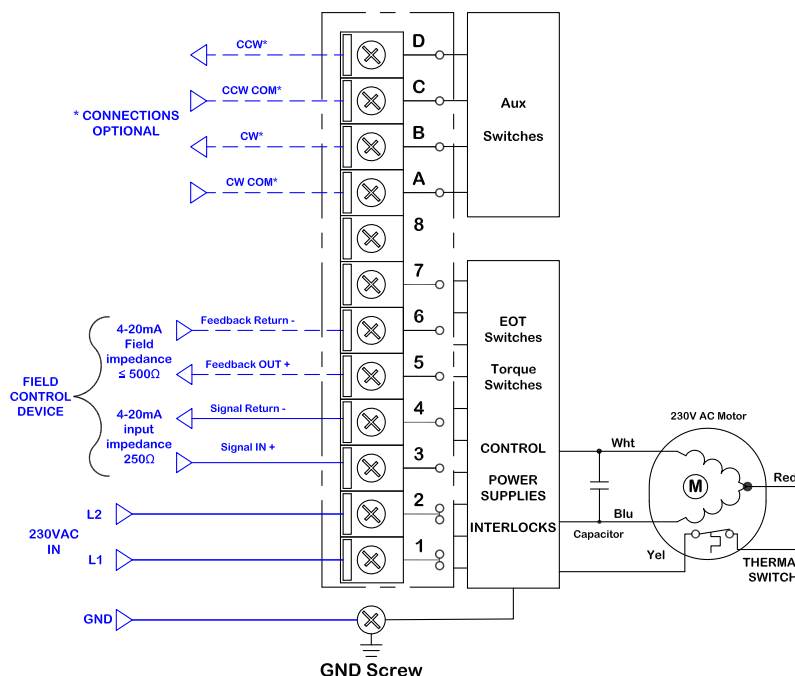 CCW*
D
CCW COM*
C
* CONNECTIONS
OPTIONAL
CW*
B
CW COM*
A
Aux
Switches
8
7
Feedback Return -
6
4-20mA
Field
impedance
≤ 500Ω
Feedback OUT +
5
FIELD
CONTROL
DEVICE
Signal Return -
4
4-20mA
input
impedance
250Ω
Signal IN +
3
L2
2
230VAC
IN
L1
1
GND
GND Screw
EOT
Switches
Torque
Switches
CONTROL
POWER
SUPPLIES
INTERLOCKS
230V AC Motor
Wht
M
Red
Blu
Capacitor
Yel
THERMA
SWITCH